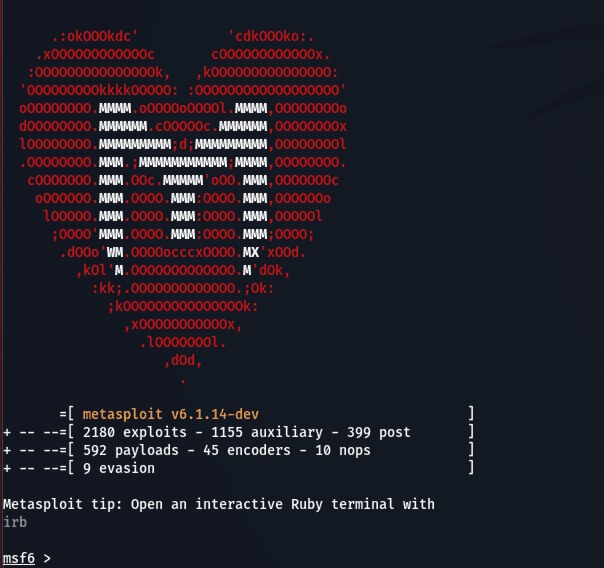 .:okOOOkdc'           'cdkOOOko:.
    .xOOOOOOOOOOOOc       cOOOOOOOOOOOOx.
   :OOOOOOOOOOOOOOOk,   ,kOOOOOOOOOOOOOOO:
  'OOOOOOOOOkkkkOOOOO: :OOOOOOOOOOOOOOOOOO'
  oOOOOOOOO.MMMM.oOOOOoOOOOl.MMMM,OOOOOOOOo
  dOOOOOOOO.MMMMMM.cOOOOOc.MMMMMM,OOOOOOOOx
  lOOOOOOOO.MMMMMMMMM;d;MMMMMMMMM,OOOOOOOOl
  .OOOOOOOO.MMM.;MMMMMMMMMMM;MMMM,OOOOOOOO.
   cOOOOOOO.MMM.OOc.MMMMM'oOO.MMM,OOOOOOOc
    oOOOOOO.MMM.OOOO.MMM:OOOO.MMM,OOOOOOo
     lOOOOO.MMM.OOOO.MMM:OOOO.MMM,OOOOOl
      ;OOOO'MMM.OOOO.MMM:OOOO.MMM;OOOO;
       .dOOo'WM.OOOOocccxOOOO.MX'xOOd.
         ,kOl'M.OOOOOOOOOOOOO.M'dOk,
           :kk;.OOOOOOOOOOOOO.;Ok:
             ;kOOOOOOOOOOOOOOOk:
               ,xOOOOOOOOOOOx,
                 .lOOOOOOOl.
                    ,dOd,
                      .
       =[ metasploit v6.1.14-dev                          ]
+ -- --=[ 2180 exploits - 1155 auxiliary - 399 post       ]
+ -- --=[ 592 payloads - 45 encoders - 10 nops            ]
+ -- --=[ 9 evasion                                       ]
Metasploit tip: Open an interactive Ruby terminal with
irb
msf6 >